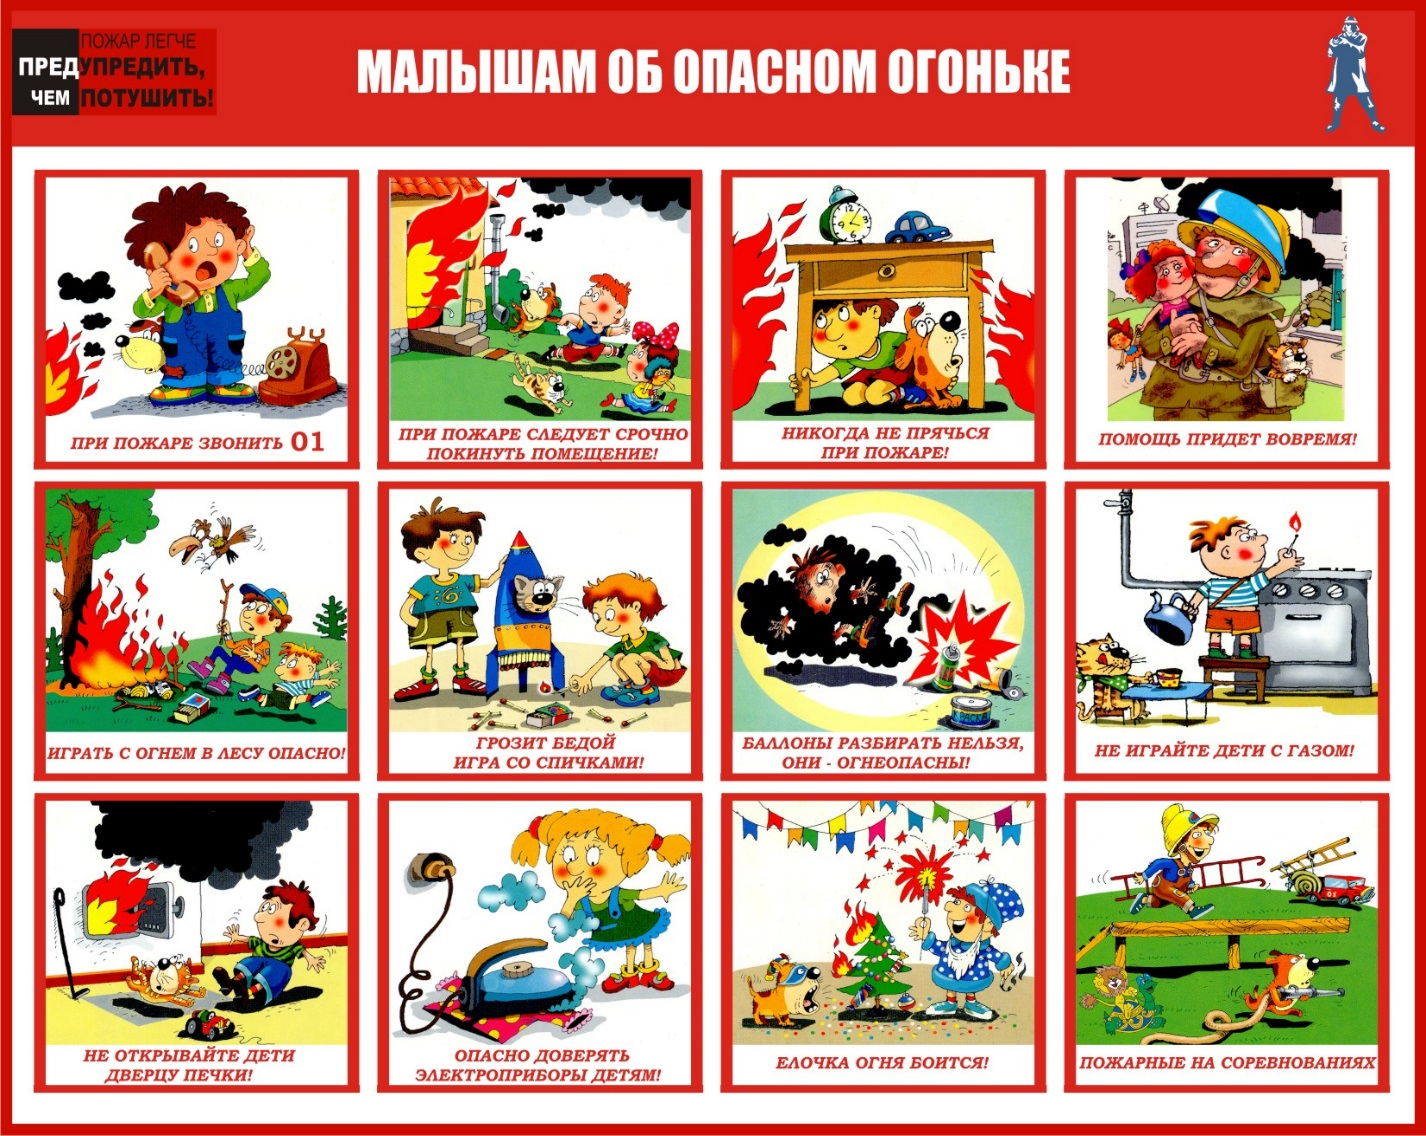 ПОЖАР ЛЕГЧЕ
ПРЕДУПРЕДИТЬ,
ЧЕМ ПОТУШИТЬ!
МАЛЫШАМ ОБ ОПАСНОМ ОГОНЬКЕ
ПРИ ПОЖАРЕ ЗВОНИТЬ 01
ПРИ ПОЖАРЕ СЛЕДУЕТ СРОЧНО
ПОКИНУТЬ ПОМЕЩЕНИЕ!
НИКОГДА НЕ ПРЯЧЬСЯ
ПРИ ПОЖАРЕ!
ПОМОЩЬ ПРИДЕТ ВОВРЕМЯ!
ИГРАТЬ С ОГНЕМ В ЛЕСУ ОПАСНО!
ГРОЗИТ БЕДОЙ
ИГРА СО СПИЧКАМИ!
КРАСКА
БАЛЛОНЫ РАЗБИРАТЬ НЕЛЬЗЯ,
ОНИ - ОГНЕОПАСНЫ!
НЕ ИГРАЙТЕ ДЕТИ С ГАЗОМ!
НЕ ОТКРЫВАЙТЕ ДЕТИ
ДВЕРЦУ ПЕЧКИ!
ОПАСНО ДОВЕРЯТЬ
ЭЛЕКТРОПРИБОРЫ ДЕТЯМ!
ЕЛОЧКА ОГНЯ БОИТСЯ!
01
ПОЖАРНЫЕ НА СОРЕВНОВАНИЯХ